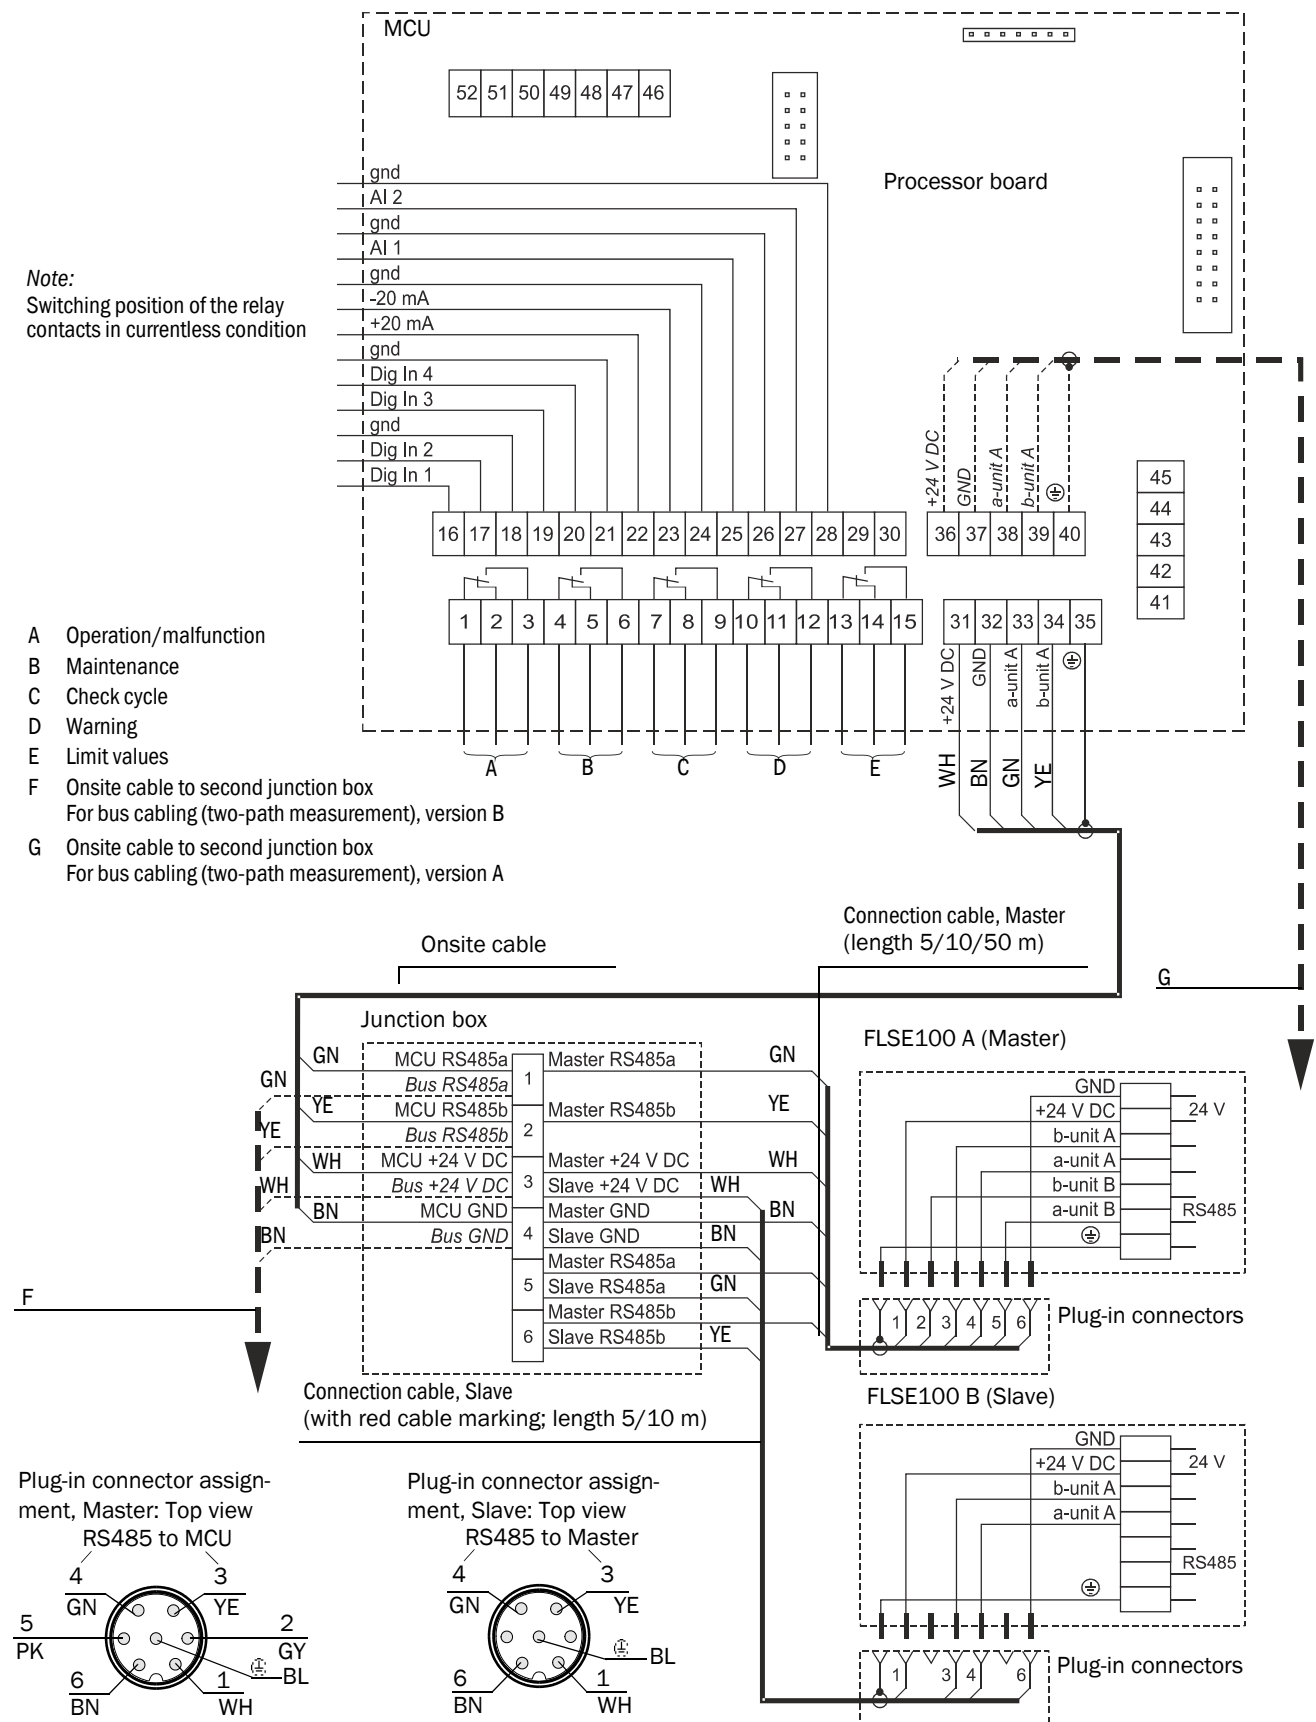 MCU
52 51 50 49 48 47 46
Processor board
gnd
AI 2
gnd
AI 1
gnd
-20 mA
+20 mA
gnd
Dig In 4
Dig In 3
gnd
Dig In 2
Dig In 1
Note:
Switching position of the relay
contacts in currentless condition
+24 V DC
GND
a-unit A
b-unit A
16 17 18 19 20 21 22 23 24 25 26 27 28 29 30
36 37 38 39 40
45
44
43
42
41
1 2 3 4 5 6 7 8 9 10 11 12 13 14 15
31 32 33 34 35
+24 V DC
GND
a-unit A
b-unit A
A B C D E
WH
BN
GN
YE
A Operation/malfunction
B Maintenance
C Check cycle
D Warning
E Limit values
F Onsite cable to second junction box
For bus cabling (two-path measurement), version B
G Onsite cable to second junction box
For bus cabling (two-path measurement), version A
Onsite cable
Connection cable, Master
(length 5/10/50 m)
G
Junction box
GN MCU RS485a 1 Master RS485a GN
GN Bus RS485a
YE MCU RS485b 2 Master RS485b YE
YE Bus RS485b
WH MCU +24 V DC 3 Master +24 V DC WH
WH Bus +24 V DC Slave +24 V DC WH
BN MCU GND 4 Master GND BN
BN Bus GND Slave GND BN
5 Master RS485a
Slave RS485a GN
6 Master RS485b
Slave RS485b YE
F
FLSE100 A (Master)
GND
+24 V DC 24 V
b-unit A
a-unit A
b-unit B
a-unit B RS485
1 2 3 4 5 6
Plug-in connectors
Connection cable, Slave
(with red cable marking; length 5/10 m)
FLSE100 B (Slave)
GND
+24 V DC 24 V
b-unit A
a-unit A
RS485
1 3 4 6
Plug-in connectors
Plug-in connector assign-
ment, Master: Top view
RS485 to MCU
4 3
GN YE
5 2
PK GY
BL
6 1
BN WH
Plug-in connector assign-
ment, Slave: Top view
RS485 to Master
4 3
GN YE
BL
6 1
BN WH